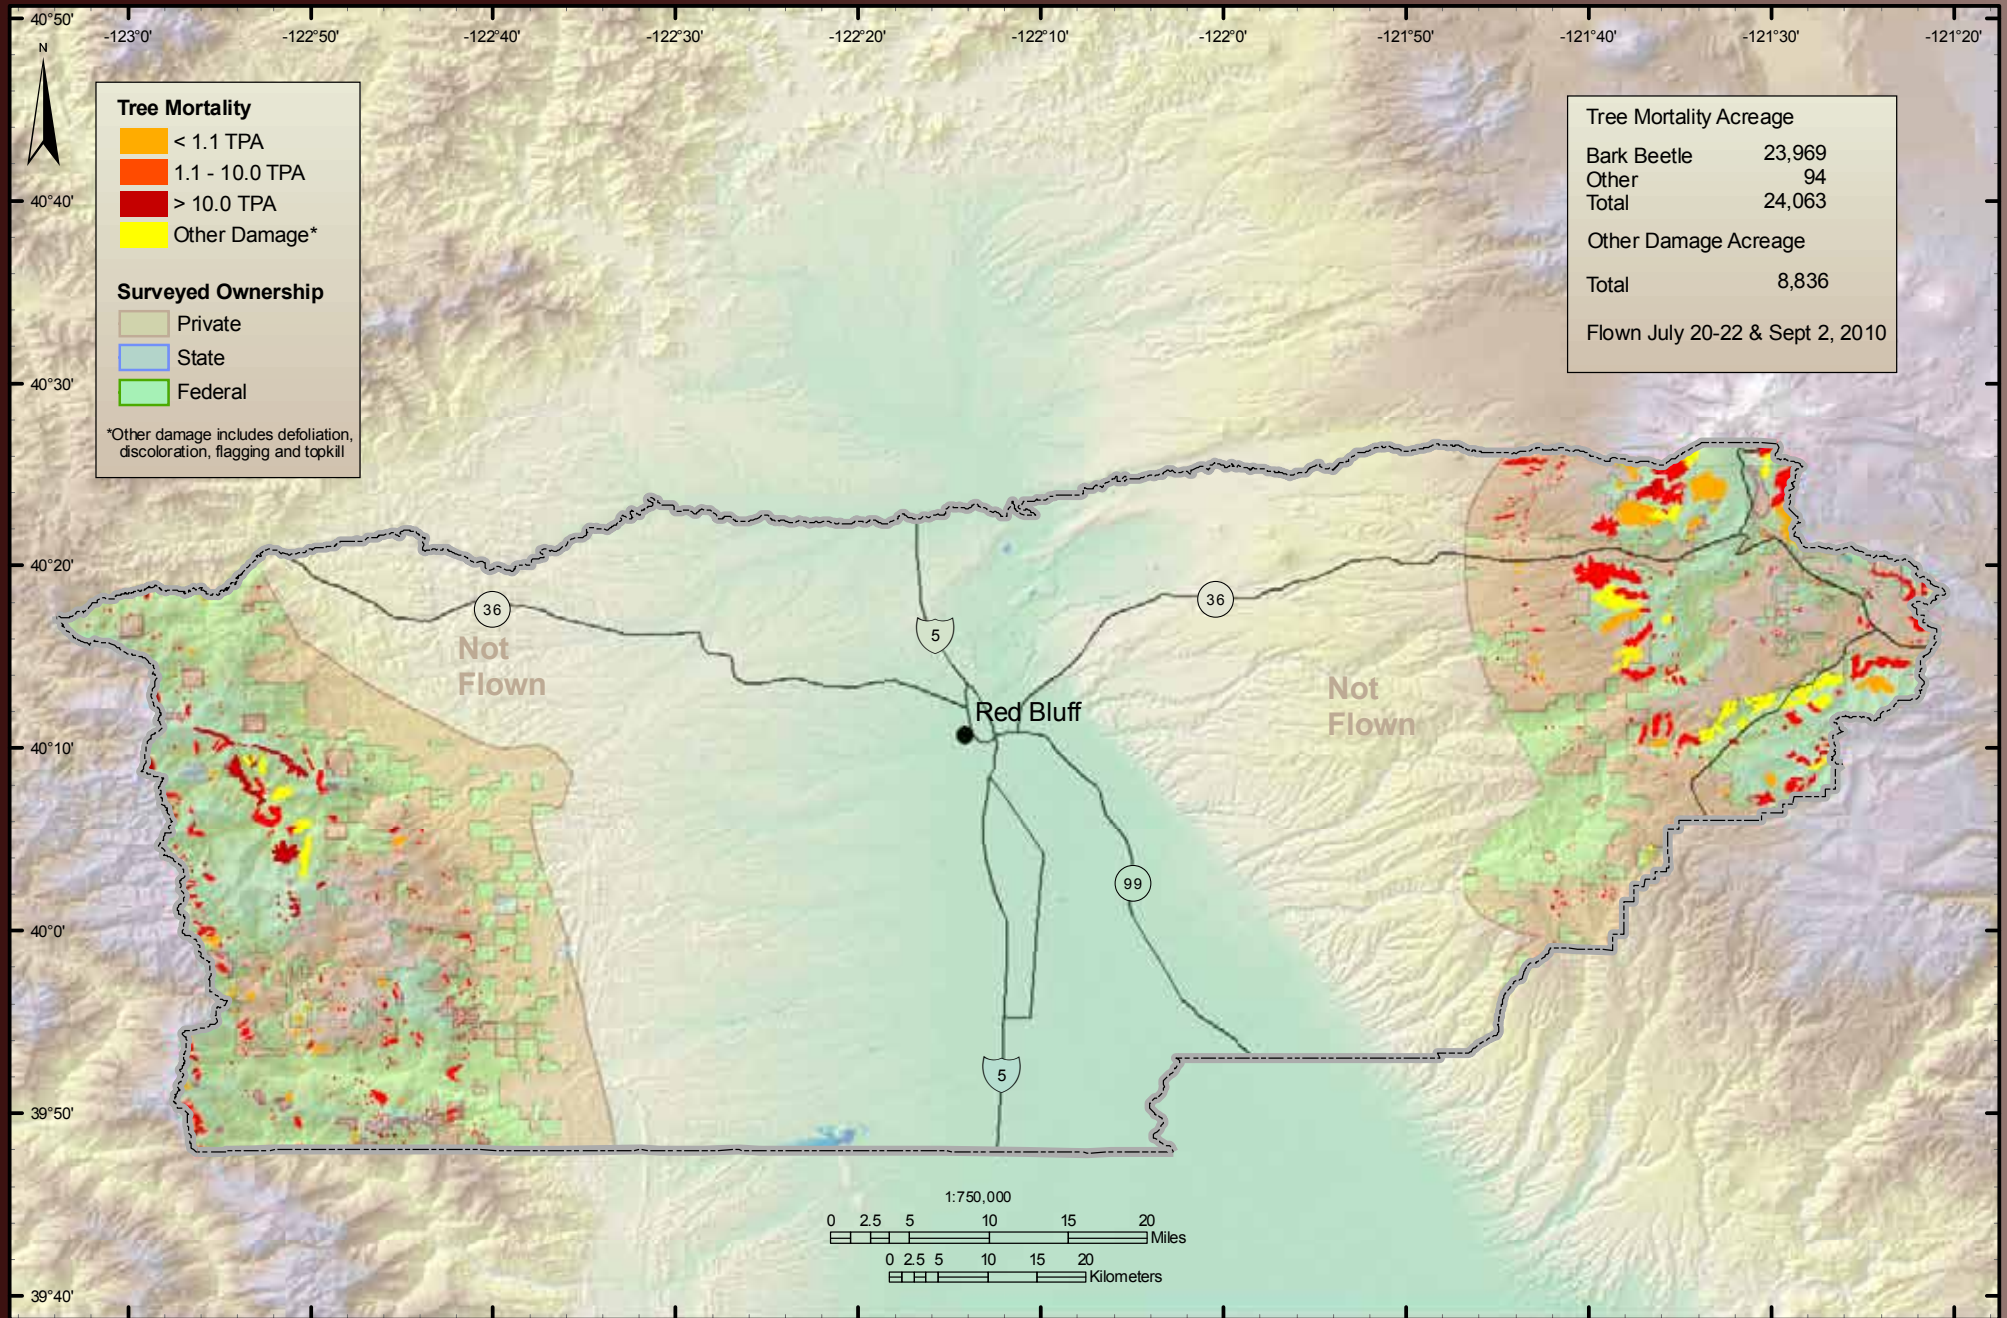 40°50'
-123°0'
-122°50'
-122°40'
-122°30'
-122°20'
-122°10'
-122°0'
-121°50'
-121°40'
-121°30'
-121°20'
N
Tree Mortality
< 1.1 TPA
1.1 - 10.0 TPA
> 10.0 TPA
Other Damage*
Surveyed Ownership
Private
State
Federal
*Other damage includes defoliation,
discoloration, flagging and topkill
Tree Mortality Acreage
Bark Beetle 23,969
Other 94
Total 24,063
Other Damage Acreage
Total 8,836
Flown July 20-22 & Sept 2, 2010
40°40'
40°30'
40°20'
40°10'
40°0'
39°50'
39°40'
36
Not
Flown
5
36
Not
Flown
Red Bluff
99
5
1:750,000
0 2.5 5 10 15 20
Miles
0 2.5 5 10 15 20
Kilometers